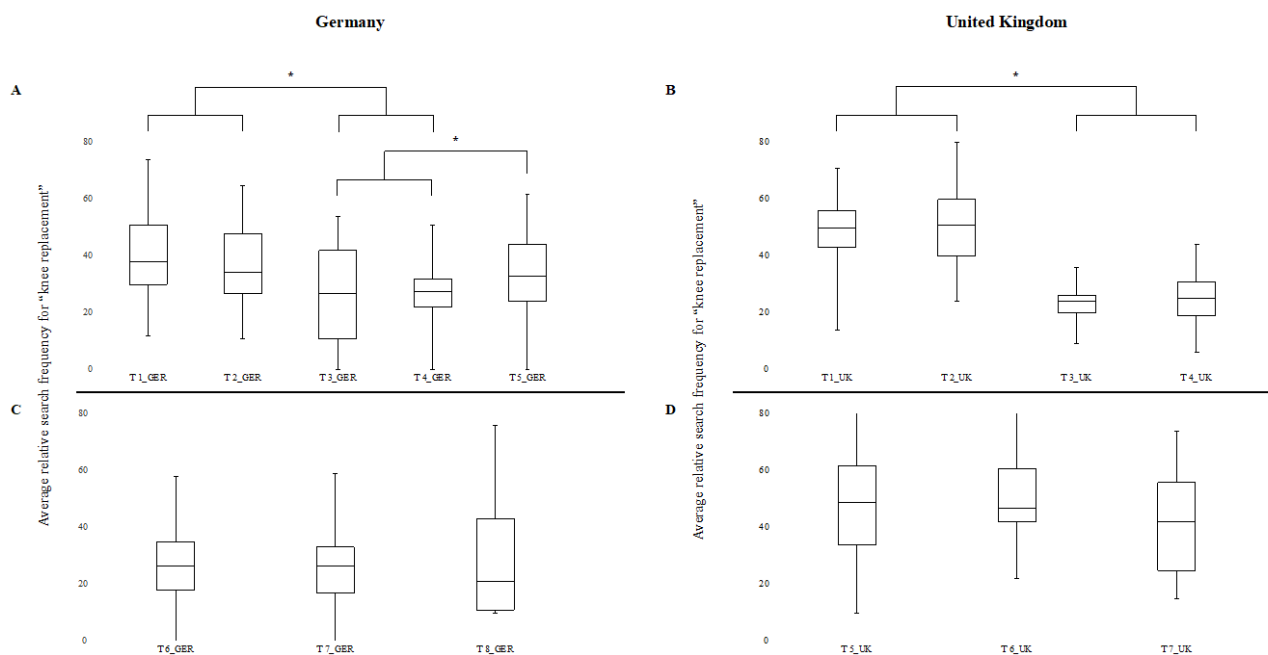 Germany
United Kingdom
A
*
*
Average relative search frequency for “knee replacement”
80
60
40
20
0
T1_GER
T2_GER
T3_GER
T4_GER
T5_GER
B
*
Average relative search frequency for “knee replacement”
80
60
40
20
0
T1_UK
T2_UK
T3_UK
T4_UK
C
80
60
40
20
0
T6_GER
T7_GER
T8_GER
D
80
60
40
20
0
T5_UK
T6_UK
T7_UK